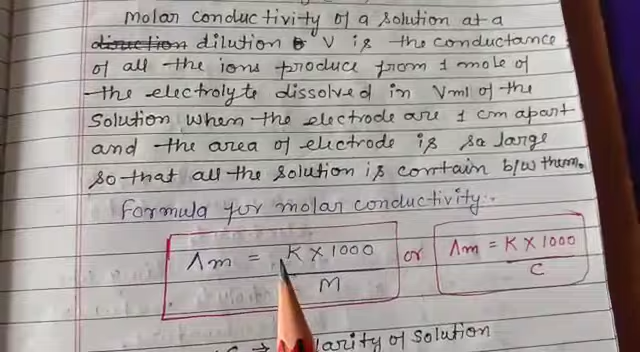 Molar conductivity of a solution at a
dilution V is the conductance
of all the ions produce from 1 mole of
the electrolyte dissolved in Vml of the
Solution when the electrode are 1 cm apart
and the area of electrode is so large
so that all the solution is contain b/w them.
Formula for molar conductivity:-
Λm = K × 1000 / M or Λm = K × 1000 / C
→ larity of solution